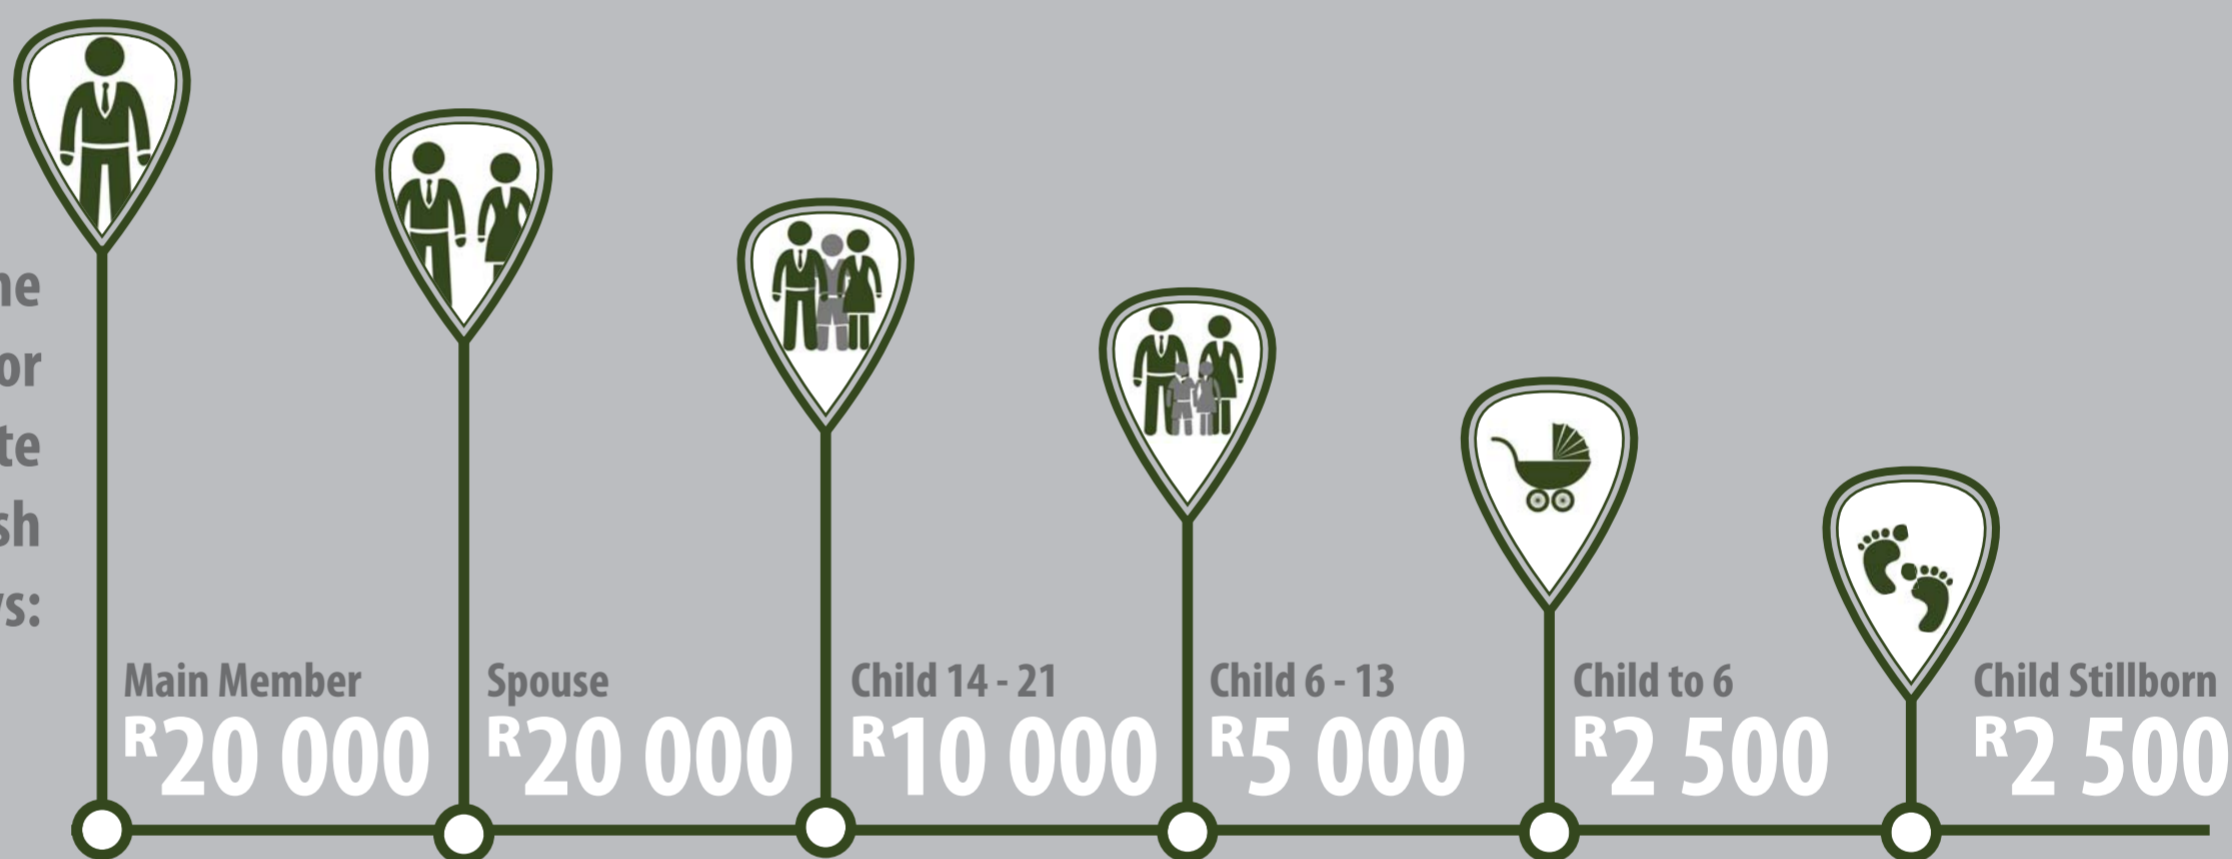 Main Member
R20 000
Spouse
R20 000
Child 14 - 21
R10 000
Child 6 - 13
R5 000
Child to 6
R2 500
Child Stillborn
R2 500